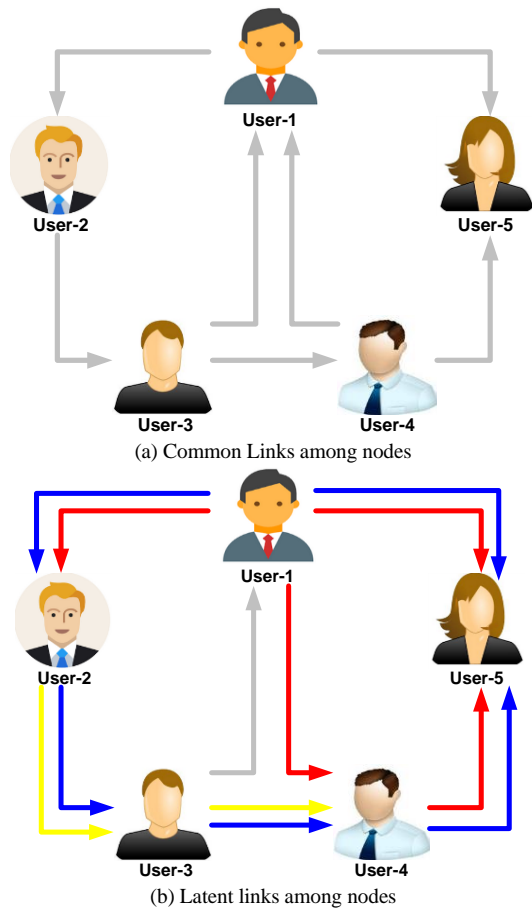 User-1
User-2
User-5
User-3
User-4
(a) Common Links among nodes
User-1
User-2
User-5
User-3
User-4
(b) Latent links among nodes